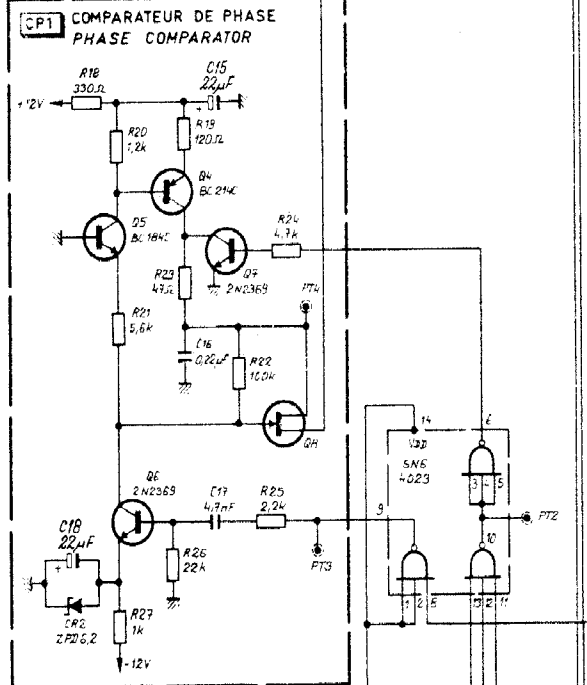 CP1 COMPARATEUR DE PHASE
PHASE COMPARATOR
R18
330Ω
C15
22µF
+
+12V
R20
1,2k
R19
120Ω
Q4
BC 214C
Q5
BC 184C
R24
4,7k
R23
47Ω
Q7
2N2369
PT4
R21
5,6k
C16
0,22µF
R22
100k
Q8
14
VDD
6
SN6
4023
3 4 5
Q6
2N2369
C17
4,7nF
R25
2,2k
9
PT2
10
C18
22µF
+
R26
22k
PT3
1 2 8
13 12 11
CR2
ZPD 6,2
R27
1k
-12V